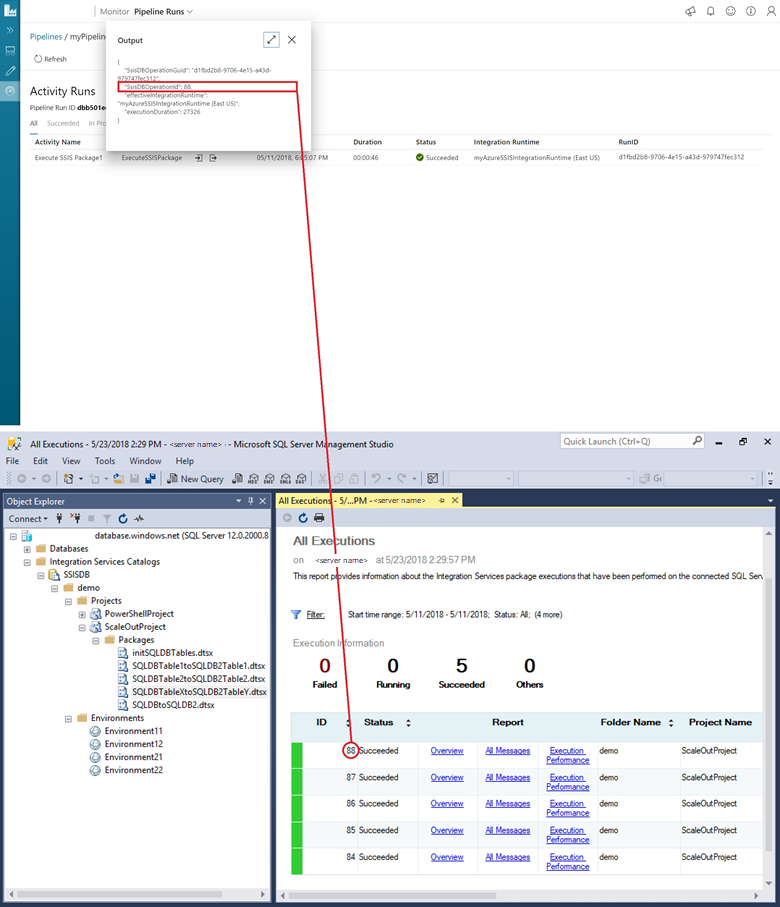 Monitor Pipeline Runs
Pipelines / myPipeline
Refresh
Output
{
"SsisDBOperationGuid": "d1fbd2b8-9706-4e15-a43d-
979747fec312",
"SsisDBOperationId": 88,
"effectiveIntegrationRuntime":
"myAzureSSISIntegrationRuntime (East US)",
"executionDuration": 27326
}
Activity Runs
Pipeline Run ID dbb501e
All Succeeded In Pro
Activity Name Duration Status Integration Runtime RunID
Execute SSIS Package1 ExecuteSSISPackage 05/11/2018, 6: 07 PM 00:00:46 Succeeded myAzureSSISIntegrationRuntime (East US) d1fbd2b8-9706-4e15-a43d-979747fec312
All Executions - 5/23/2018 2:29 PM - <server name> - Microsoft SQL Server Management Studio
Quick Launch (Ctrl+Q)
File Edit View Tools Window Help
New Query
MDX DMX XMLA DAX
Object Explorer
Connect
database.windows.net (SQL Server 12.0.2000.8
Databases
Integration Services Catalogs
SSISDB
demo
Projects
PowerShellProject
ScaleOutProject
Packages
initSQLDBTables.dtsx
SQLDBTable1toSQLDB2Table1.dtsx
SQLDBTable2toSQLDB2Table2.dtsx
SQLDBTableXtoSQLDB2TableY.dtsx
SQLDBtoSQLDB2.dtsx
Environments
Environment11
Environment12
Environment21
Environment22
All Executions - 5/...PM - <server name>
All Executions
on <server name> at 5/23/2018 2:29:57 PM
This report provides information about the Integration Services package executions that have been performed on the connected SQL Serv
Filter: Start time range: 5/11/2018 - 5/11/2018; Status: All; (4 more)
Execution Information
0 0 5 0
Failed Running Succeeded Others
ID Status Report Folder Name Project Name
88 Succeeded Overview All Messages Execution Performance demo ScaleOutProject
87 Succeeded Overview All Messages Execution Performance demo ScaleOutProject
86 Succeeded Overview All Messages Execution Performance demo ScaleOutProject
85 Succeeded Overview All Messages Execution Performance demo ScaleOutProject
84 Succeeded Overview All Messages Execution Performance demo ScaleOutProject